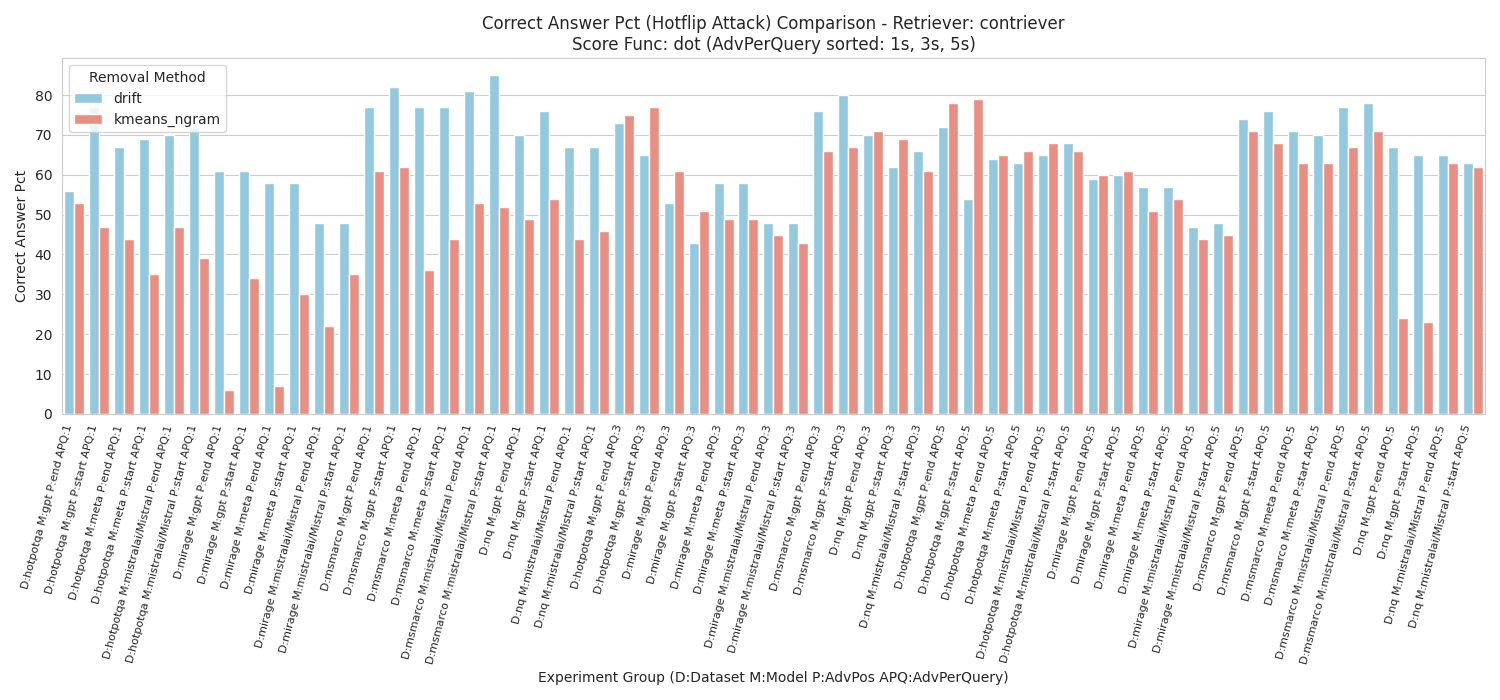 Correct Answer Pct (Hotflip Attack) Comparison - Retriever: contriever
Score Func: dot (AdvPerQuery sorted: 1s, 3s, 5s)
Removal Method
drift
kmeans_ngram
Correct Answer Pct
80
70
60
50
40
30
20
10
0
D:hotpotqa M:gpt P:end APQ:1
D:hotpotqa M:gpt P:start APQ:1
D:hotpotqa M:meta P:end APQ:1
D:hotpotqa M:meta P:start APQ:1
D:hotpotqa M:mistralai/Mistral P:end APQ:1
D:hotpotqa M:mistralai/Mistral P:start APQ:1
D:mirage M:gpt P:end APQ:1
D:mirage M:gpt P:start APQ:1
D:mirage M:meta P:end APQ:1
D:mirage M:meta P:start APQ:1
D:mirage M:mistralai/Mistral P:end APQ:1
D:mirage M:mistralai/Mistral P:start APQ:1
D:msmarco M:gpt P:end APQ:1
D:msmarco M:gpt P:start APQ:1
D:msmarco M:meta P:end APQ:1
D:msmarco M:meta P:start APQ:1
D:msmarco M:mistralai/Mistral P:end APQ:1
D:msmarco M:mistralai/Mistral P:start APQ:1
D:nq M:gpt P:end APQ:1
D:nq M:gpt P:start APQ:1
D:nq M:mistralai/Mistral P:end APQ:1
D:nq M:mistralai/Mistral P:start APQ:1
D:hotpotqa M:gpt P:end APQ:3
D:hotpotqa M:gpt P:start APQ:3
D:mirage M:gpt P:end APQ:3
D:mirage M:gpt P:start APQ:3
D:mirage M:meta P:end APQ:3
D:mirage M:meta P:start APQ:3
D:mirage M:mistralai/Mistral P:end APQ:3
D:mirage M:mistralai/Mistral P:start APQ:3
D:msmarco M:gpt P:end APQ:3
D:msmarco M:gpt P:start APQ:3
D:nq M:gpt P:end APQ:3
D:nq M:gpt P:start APQ:3
D:nq M:mistralai/Mistral P:start APQ:3
D:hotpotqa M:gpt P:end APQ:5
D:hotpotqa M:gpt P:start APQ:5
D:hotpotqa M:meta P:end APQ:5
D:hotpotqa M:meta P:start APQ:5
D:hotpotqa M:mistralai/Mistral P:end APQ:5
D:hotpotqa M:mistralai/Mistral P:start APQ:5
D:mirage M:gpt P:end APQ:5
D:mirage M:gpt P:start APQ:5
D:mirage M:meta P:end APQ:5
D:mirage M:meta P:start APQ:5
D:mirage M:mistralai/Mistral P:end APQ:5
D:mirage M:mistralai/Mistral P:start APQ:5
D:msmarco M:gpt P:end APQ:5
D:msmarco M:gpt P:start APQ:5
D:msmarco M:meta P:end APQ:5
D:msmarco M:meta P:start APQ:5
D:msmarco M:mistralai/Mistral P:end APQ:5
D:msmarco M:mistralai/Mistral P:start APQ:5
D:nq M:gpt P:end APQ:5
D:nq M:gpt P:start APQ:5
D:nq M:mistralai/Mistral P:end APQ:5
D:nq M:mistralai/Mistral P:start APQ:5
Experiment Group (D:Dataset M:Model P:AdvPos APQ:AdvPerQuery)